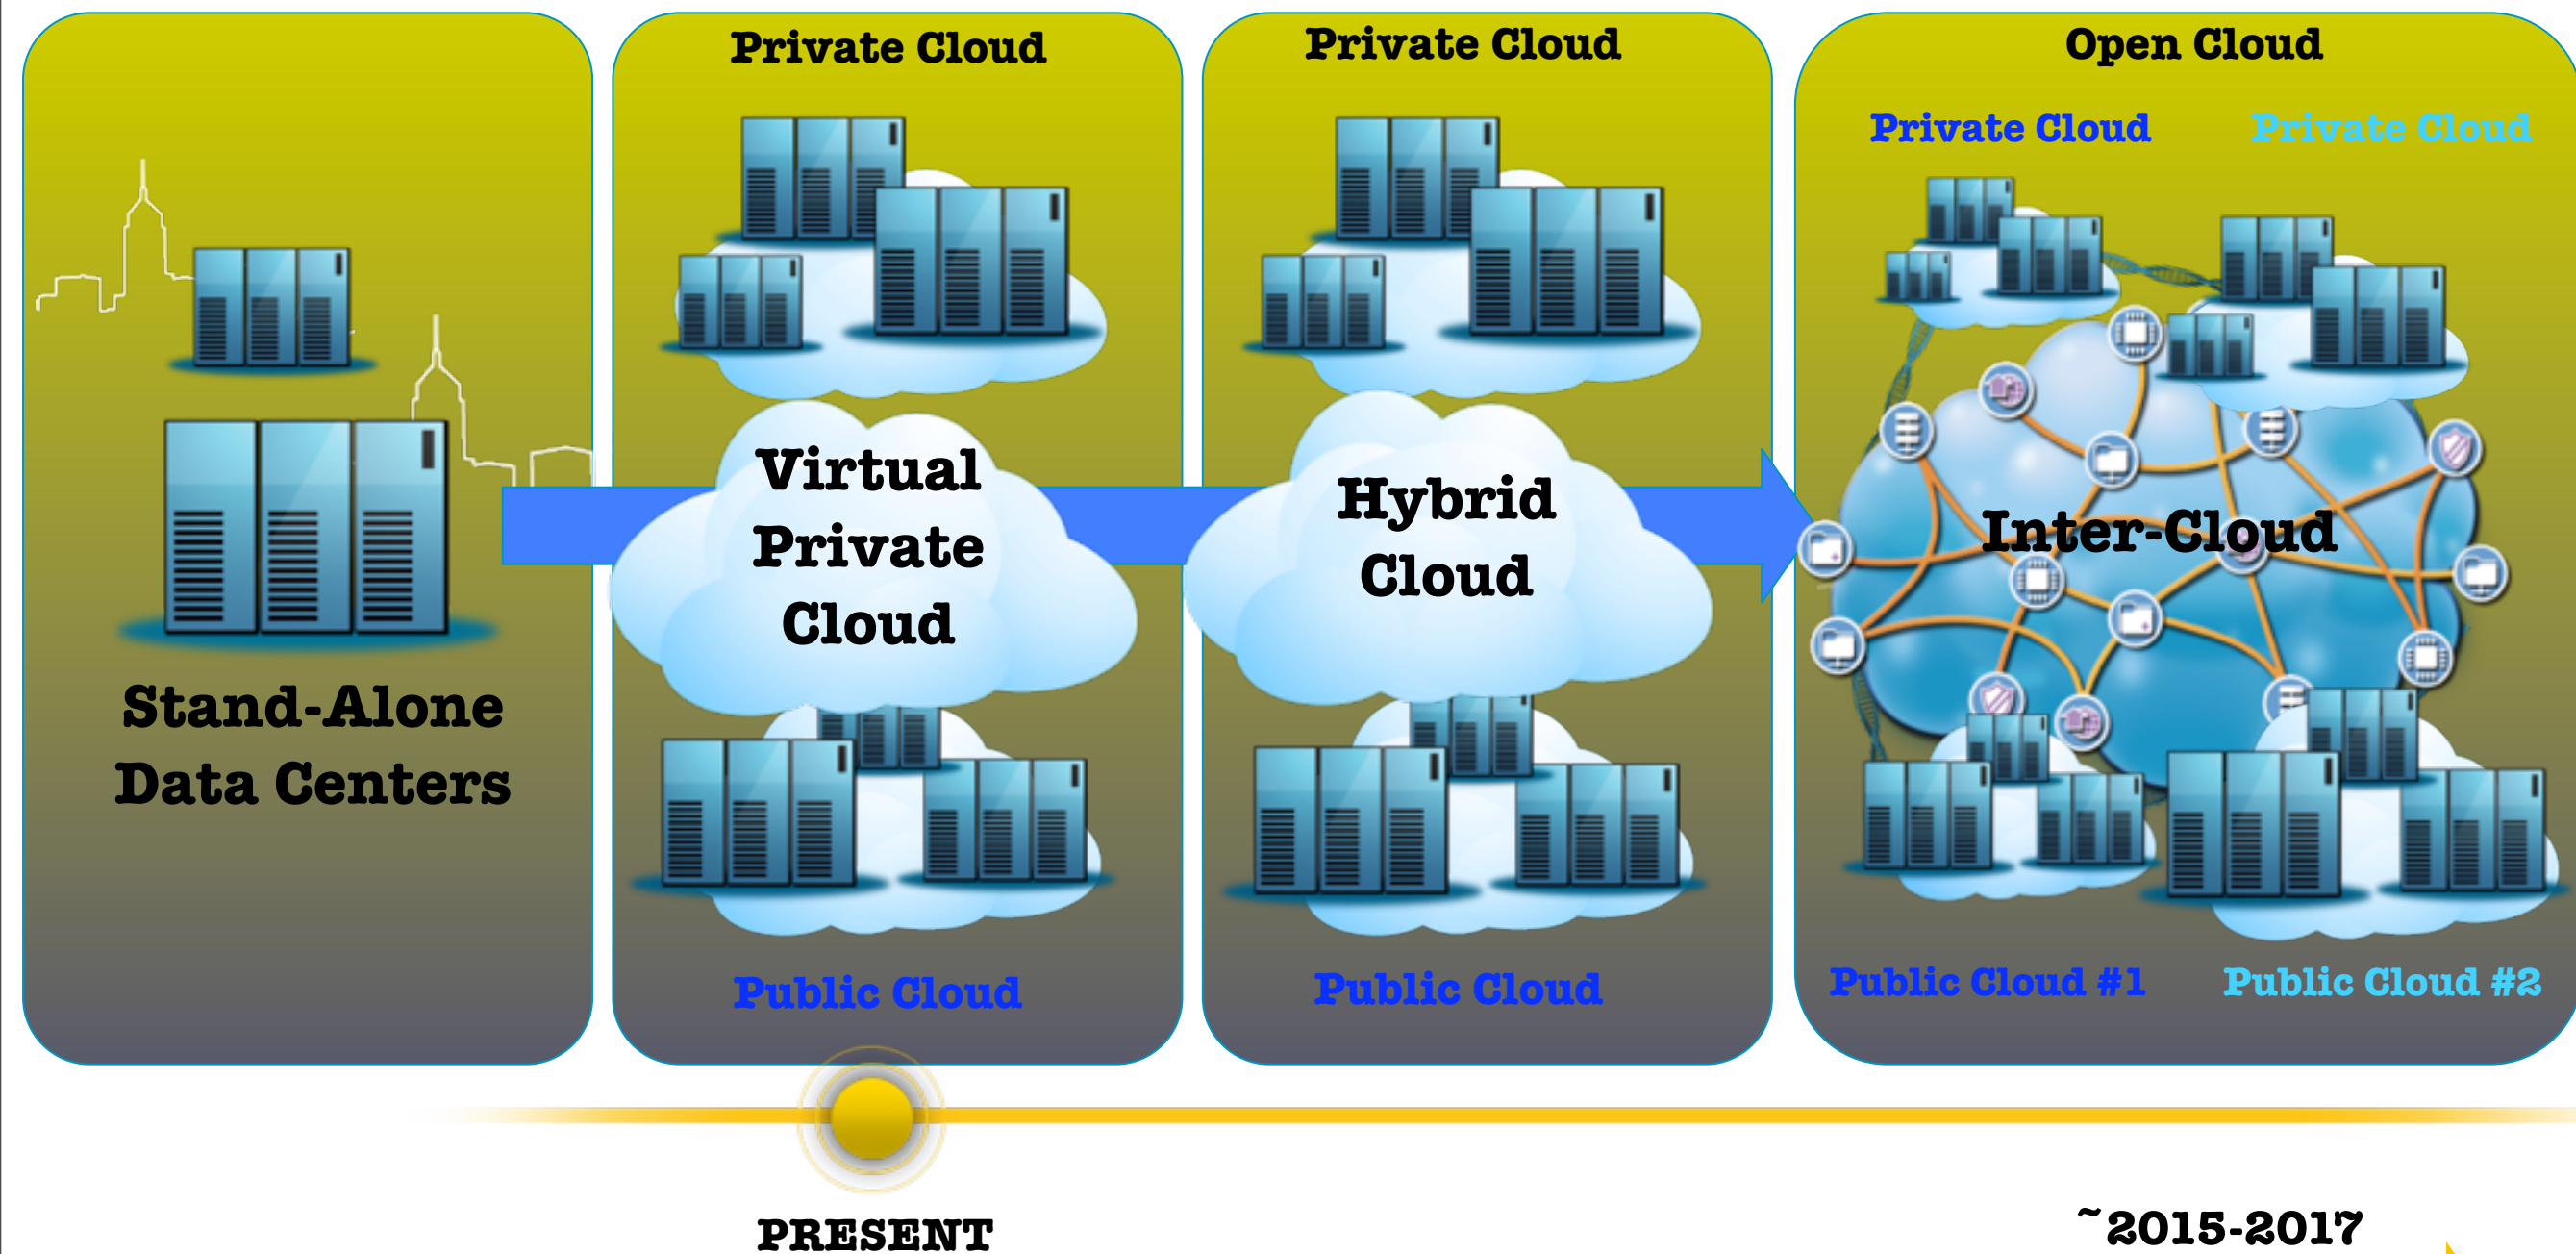 Stand-Alone
Data Centers
Private Cloud
Virtual
Private
Cloud
Public Cloud
Private Cloud
Hybrid
Cloud
Public Cloud
Open Cloud
Private Cloud
Private Cloud
Inter-Cloud
Public Cloud #1
Public Cloud #2
PRESENT
~2015-2017